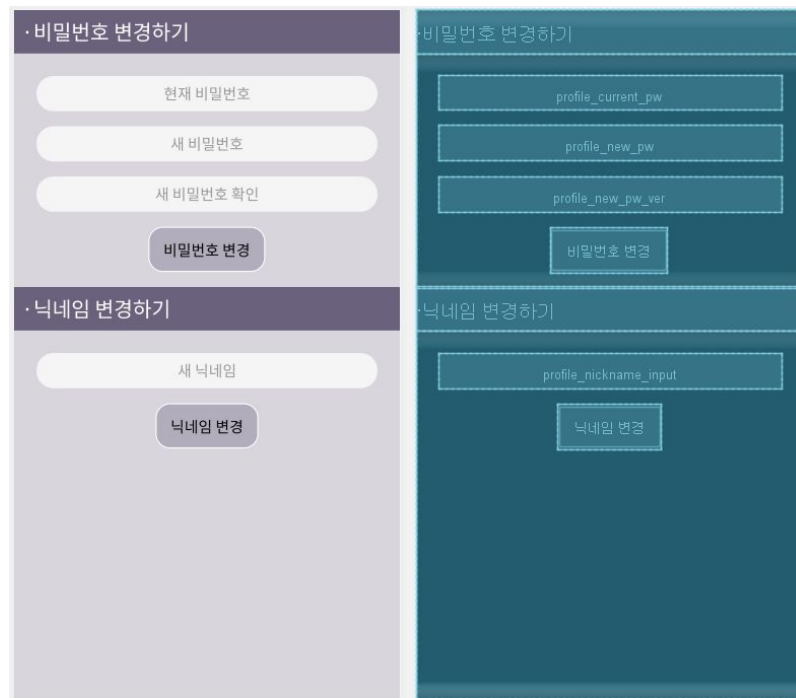 · 비밀번호 변경하기
현재 비밀번호
새 비밀번호
새 비밀번호 확인
비밀번호 변경
· 닉네임 변경하기
새 닉네임
닉네임 변경
·비밀번호 변경하기
profile_current_pw
profile_new_pw
profile_new_pw_ver
비밀번호 변경
·닉네임 변경하기
profile_nickname_input
닉네임 변경